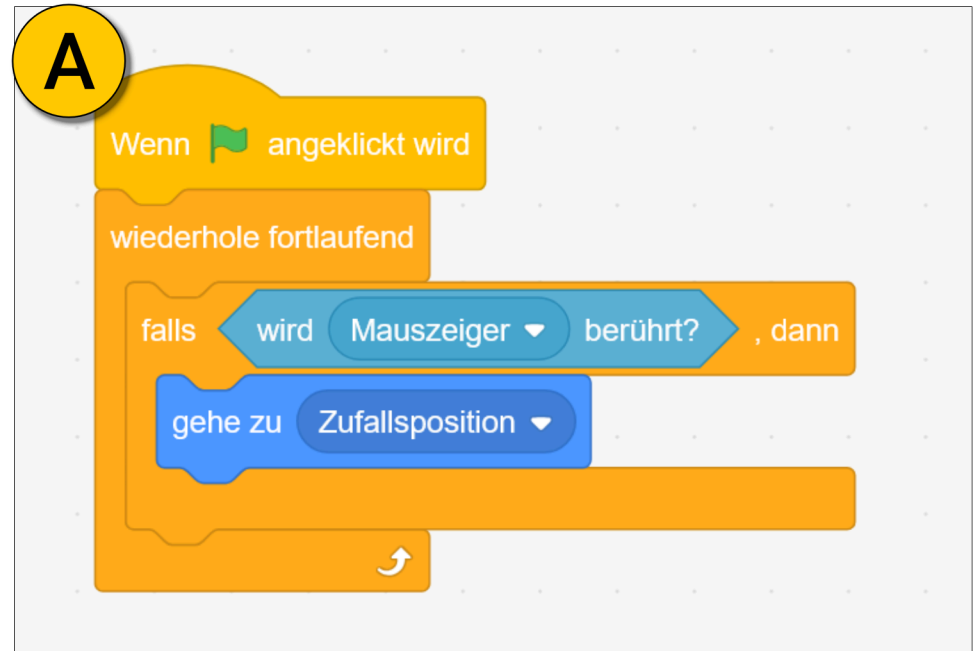 A
Wenn angeklickt wird
wiederhole fortlaufend
falls wird Mauszeiger berührt? , dann
gehe zu Zufallsposition